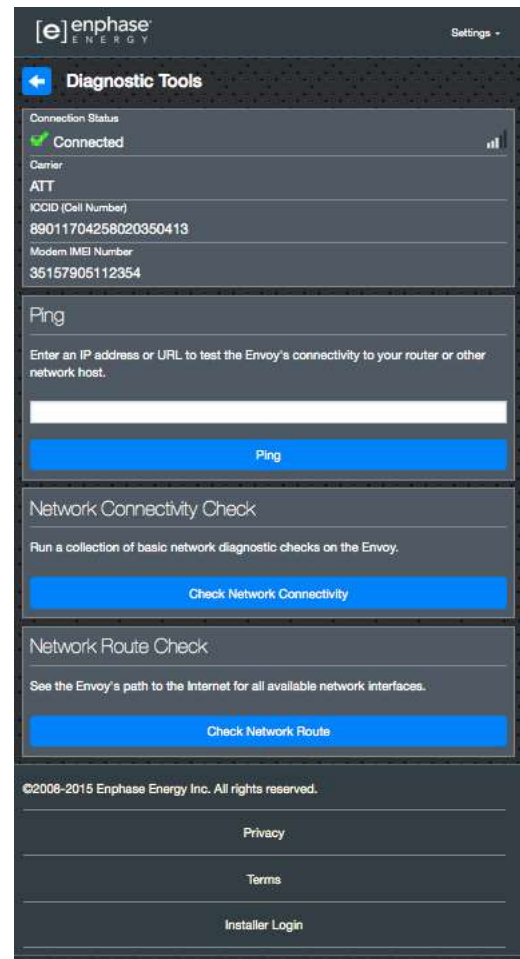 [e] enphase
ENERGY
Settings
Diagnostic Tools
Connection Status
Connected
Carrier
ATT
ICCID (Cell Number)
89011704258020350413
Modem IMEI Number
35157905112354
Ping
Enter an IP address or URL to test the Envoy's connectivity to your router or other
network host.
Ping
Network Connectivity Check
Run a collection of basic network diagnostic checks on the Envoy.
Check Network Connectivity
Network Route Check
See the Envoy's path to the Internet for all available network interfaces.
Check Network Route
©2008-2015 Enphase Energy Inc. All rights reserved.
Privacy
Terms
Installer Login